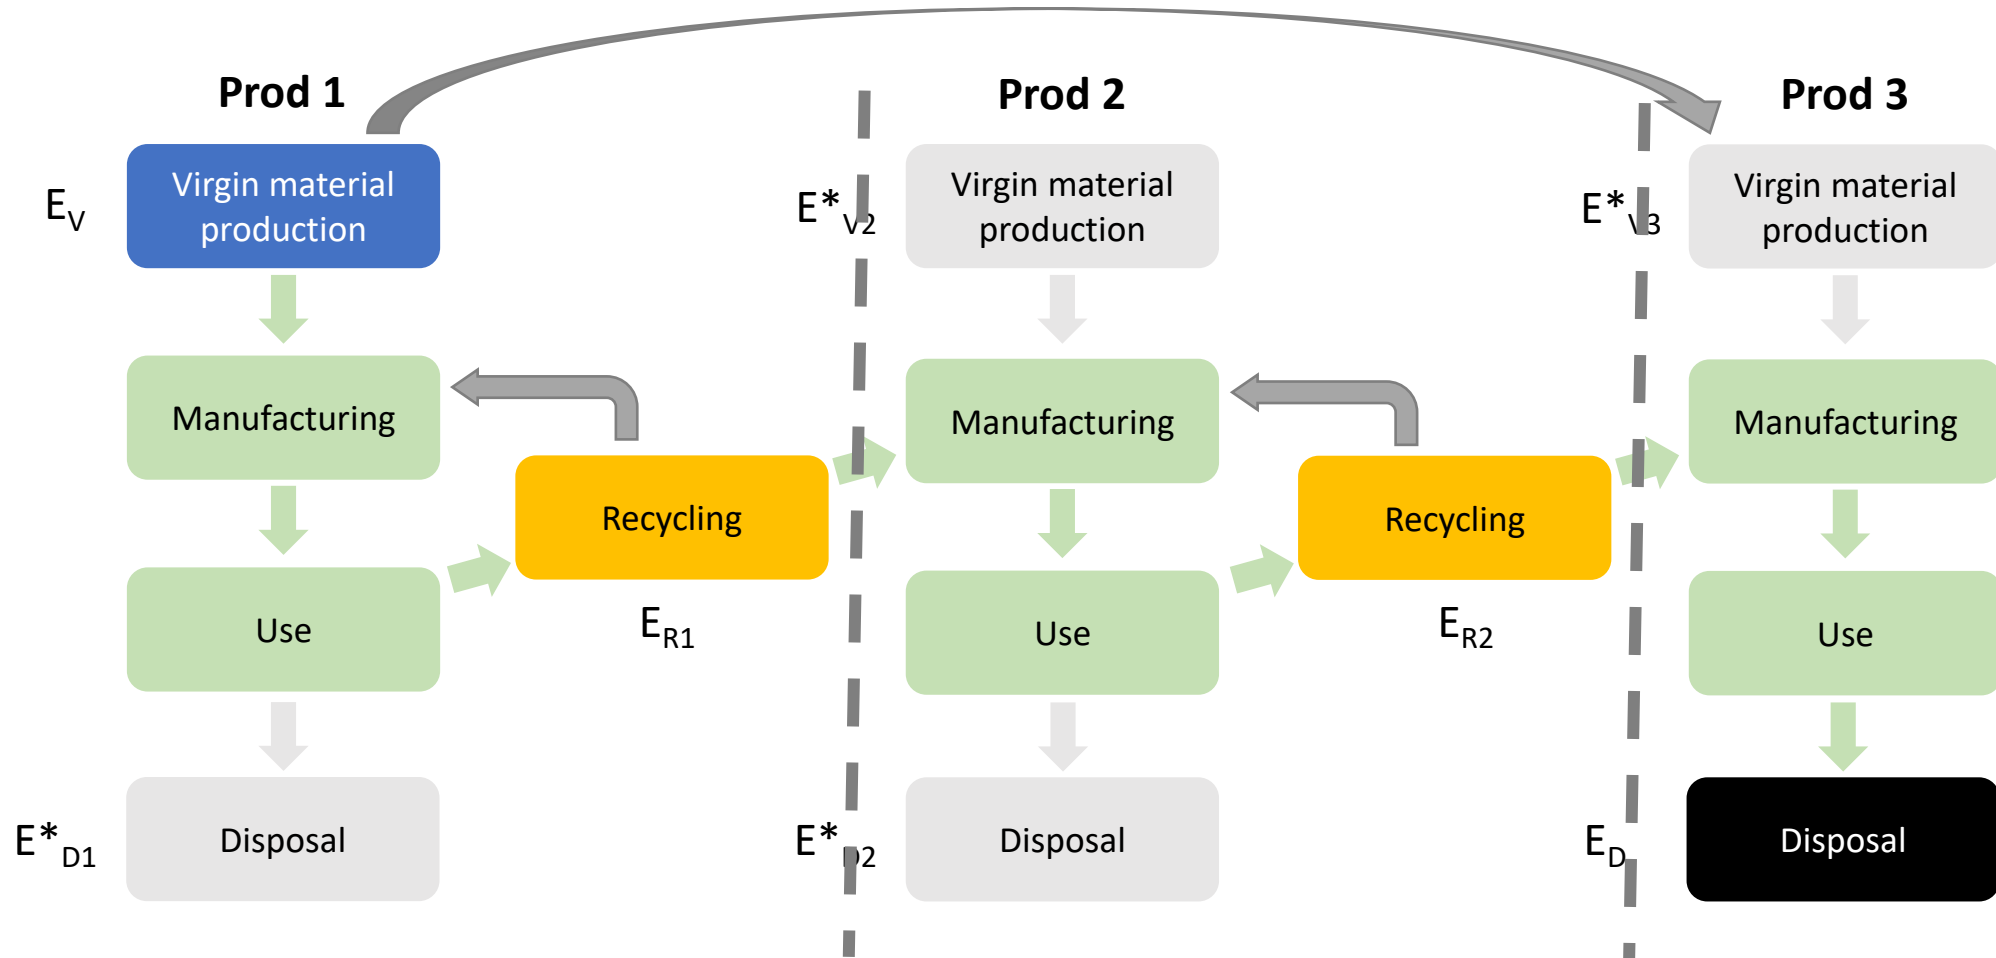 Prod 1
Prod 2
Prod 3
E_V
Virgin material
production
E*_V2
Virgin material
production
E*_V3
Virgin material
production
Manufacturing
Manufacturing
Manufacturing
Recycling
Recycling
Use
E_R1
Use
E_R2
Use
E*_D1
Disposal
E*_D2
Disposal
E_D
Disposal